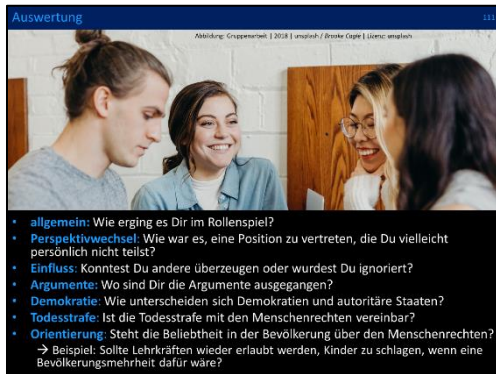 Auswertung
111
Abbildung: Gruppenarbeit | 2018 | unsplash / Brooke Cagle | Lizenz: unsplash
• allgemein: Wie erging es Dir im Rollenspiel?
• Perspektivwechsel: Wie war es, eine Position zu vertreten, die Du vielleicht
persönlich nicht teilst?
• Einfluss: Konntest Du andere überzeugen oder wurdest Du ignoriert?
• Argumente: Wo sind Dir die Argumente ausgegangen?
• Demokratie: Wie unterscheiden sich Demokratien und autoritäre Staaten?
• Todesstrafe: Ist die Todesstrafe mit den Menschenrechten vereinbar?
• Orientierung: Steht die Beliebtheit in der Bevölkerung über den Menschenrechten?
→ Beispiel: Sollte Lehrkräften wieder erlaubt werden, Kinder zu schlagen, wenn eine
Bevölkerungsmehrheit dafür wäre?